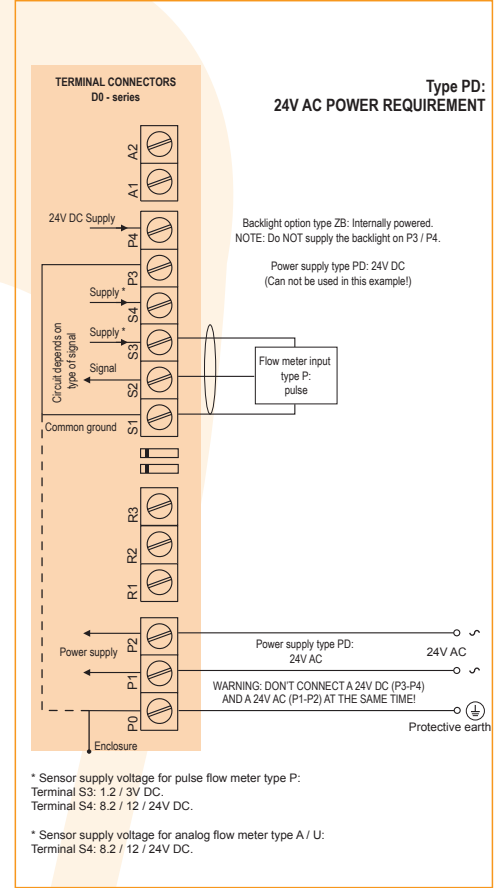 TERMINAL CONNECTORS
D0 - series
Type PD:
24V AC POWER REQUIREMENT
A2
A1
24V DC Supply
P4
Backlight option type ZB: Internally powered.
NOTE: Do NOT supply the backlight on P3 / P4.
P3
Power supply type PD: 24V DC
(Can not be used in this example!)
Supply *
S4
Supply *
S3
Circuit depends on
type of signal
Signal
S2
Flow meter input
type P:
pulse
Common ground
S1
R3
R2
R1
P2
Power supply
Power supply type PD:
24V AC
24V AC
P1
WARNING: DON'T CONNECT A 24V DC (P3-P4)
AND A 24V AC (P1-P2) AT THE SAME TIME!
P0
Protective earth
Enclosure
* Sensor supply voltage for pulse flow meter type P:
Terminal S3: 1.2 / 3V DC.
Terminal S4: 8.2 / 12 / 24V DC.
* Sensor supply voltage for analog flow meter type A / U:
Terminal S4: 8.2 / 12 / 24V DC.